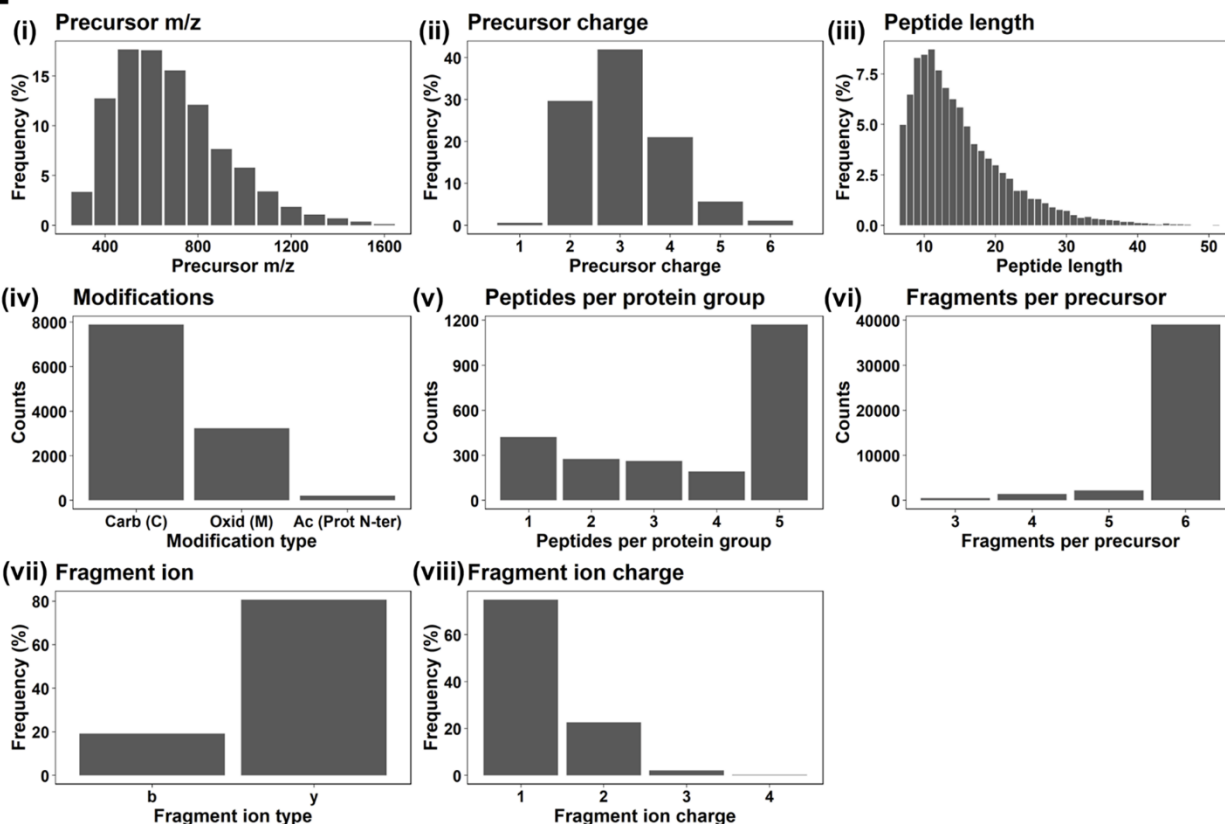 (i) Precursor m/z
Frequency (%)
15
10
5
0
400 800 1200 1600
Precursor m/z
(ii) Precursor charge
Frequency (%)
40
30
20
10
0
1 2 3 4 5 6
Precursor charge
(iii) Peptide length
Frequency (%)
7.5
5.0
2.5
0.0
10 20 30 40 50
Peptide length
(iv) Modifications
Counts
8000
6000
4000
2000
0
Carb (C) Oxid (M) Ac (Prot N-ter)
Modification type
(v) Peptides per protein group
Counts
1200
900
600
300
0
1 2 3 4 5
Peptides per protein group
(vi) Fragments per precursor
Counts
40000
30000
20000
10000
0
3 4 5 6
Fragments per precursor
(vii) Fragment ion
Frequency (%)
80
60
40
20
0
b y
Fragment ion type
(viii) Fragment ion charge
Frequency (%)
60
40
20
0
1 2 3 4
Fragment ion charge